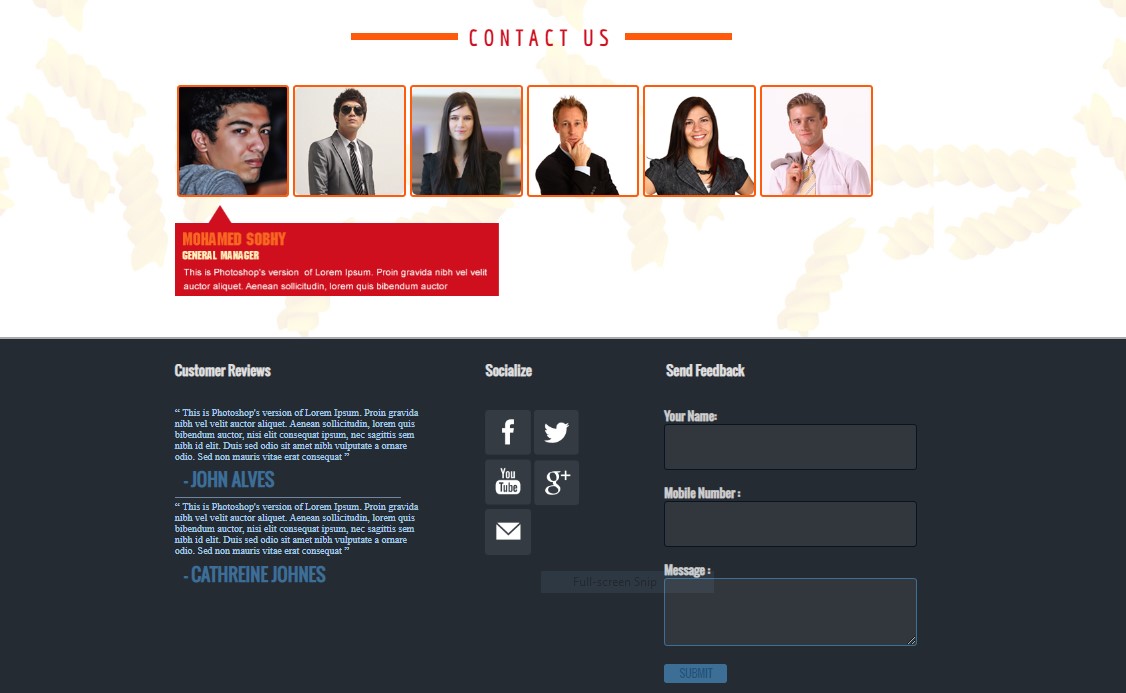 CONTACT US
MOHAMED SOBHY
GENERAL MANAGER
This is Photoshop's version of Lorem Ipsum. Proin gravida nibh vel velit
auctor aliquet. Aenean sollicitudin, lorem quis bibendum auctor
Customer Reviews
“ This is Photoshop's version of Lorem Ipsum. Proin gravida
nibh vel velit auctor aliquet. Aenean sollicitudin, lorem quis
bibendum auctor, nisi elit consequat ipsum, nec sagittis sem
nibh id elit. Duis sed odio sit amet nibh vulputate a ornare
odio. Sed non mauris vitae erat consequat ”
- JOHN ALVES
“ This is Photoshop's version of Lorem Ipsum. Proin gravida
nibh vel velit auctor aliquet. Aenean sollicitudin, lorem quis
bibendum auctor, nisi elit consequat ipsum, nec sagittis sem
nibh id elit. Duis sed odio sit amet nibh vulputate a ornare
odio. Sed non mauris vitae erat consequat ”
- CATHREINE JOHNES
Socialize
f
You
Tube
g+
Send Feedback
Your Name:
Mobile Number :
Message :
Full-screen Snip
SUBMIT